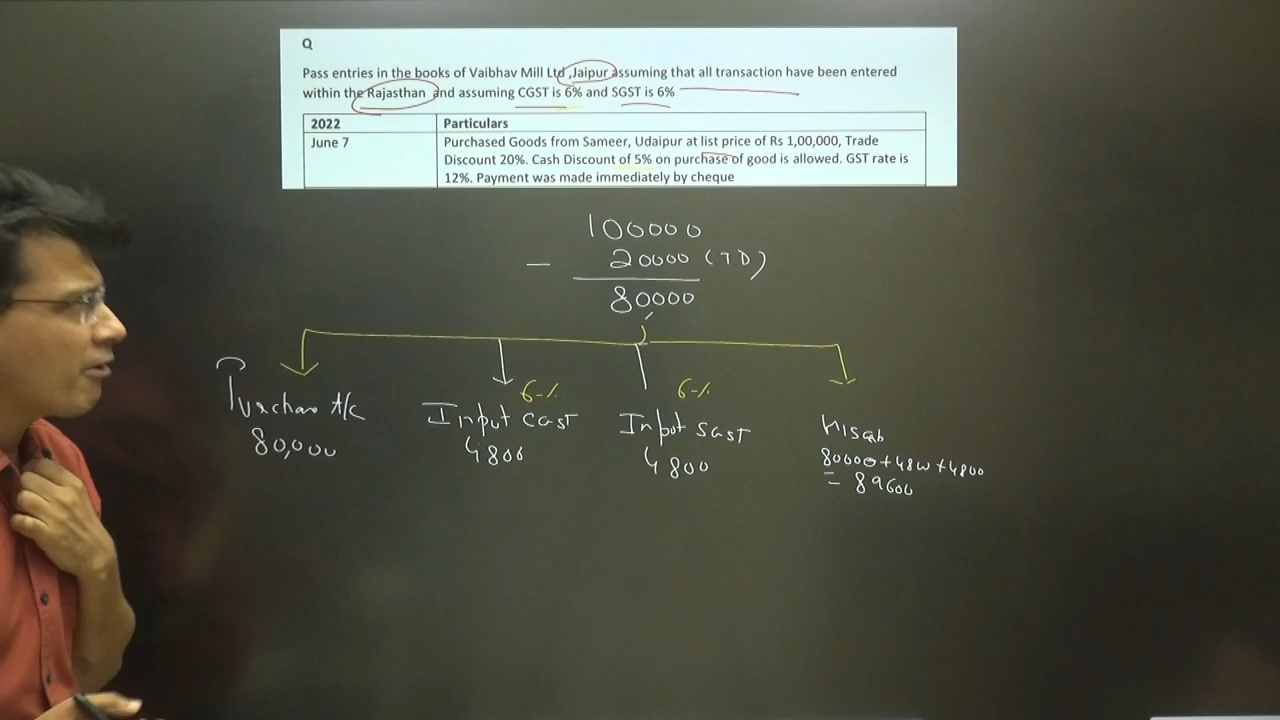 Q
Pass entries in the books of Vaibhav Mill Ltd ,Jaipur assuming that all transaction have been entered
within the Rajasthan and assuming CGST is 6% and SGST is 6%
2022 Particulars
June 7 Purchased Goods from Sameer, Udaipur at list price of Rs 1,00,000, Trade
Discount 20%. Cash Discount of 5% on purchase of good is allowed. GST rate is
12%. Payment was made immediately by cheque
100000
- 20000 (TD)
80000
6-% 6-%
Purchase A/c Input CGST Input SGST Hisab
80,000 4800 4800 80000+4800+4800
= 89600